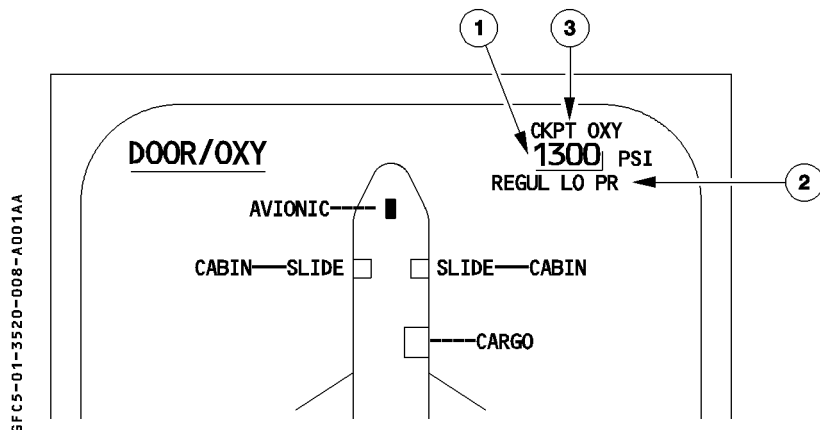 1
3
CKPT OXY
DOOR/OXY
1300 PSI
REGUL LO PR
2
AVIONIC
CABIN SLIDE
SLIDE CABIN
CARGO
GFC5-01-3520-008-A001AA